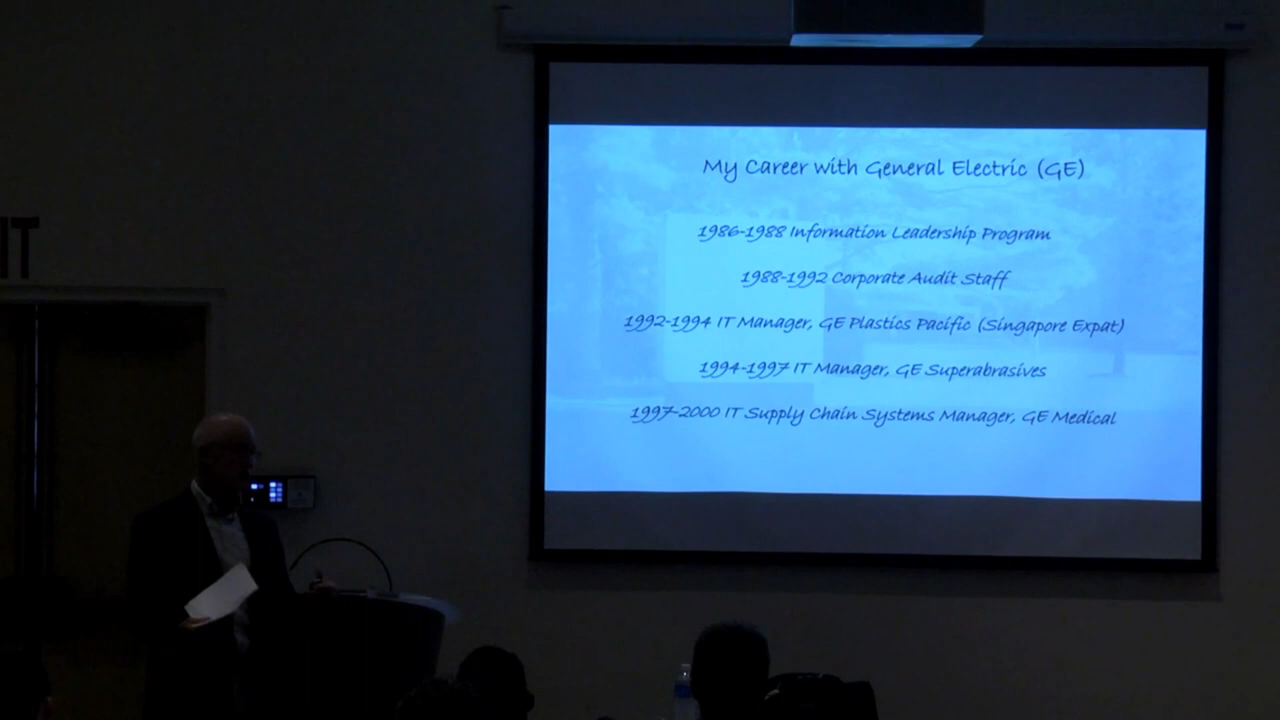 My Career with General Electric (GE)
1986-1988 Information Leadership Program
1988-1992 Corporate Audit Staff
1992-1994 IT Manager, GE Plastics Pacific (Singapore Expat)
1994-1997 IT Manager, GE Superabrasives
1997-2000 IT Supply Chain Systems Manager, GE Medical
IT